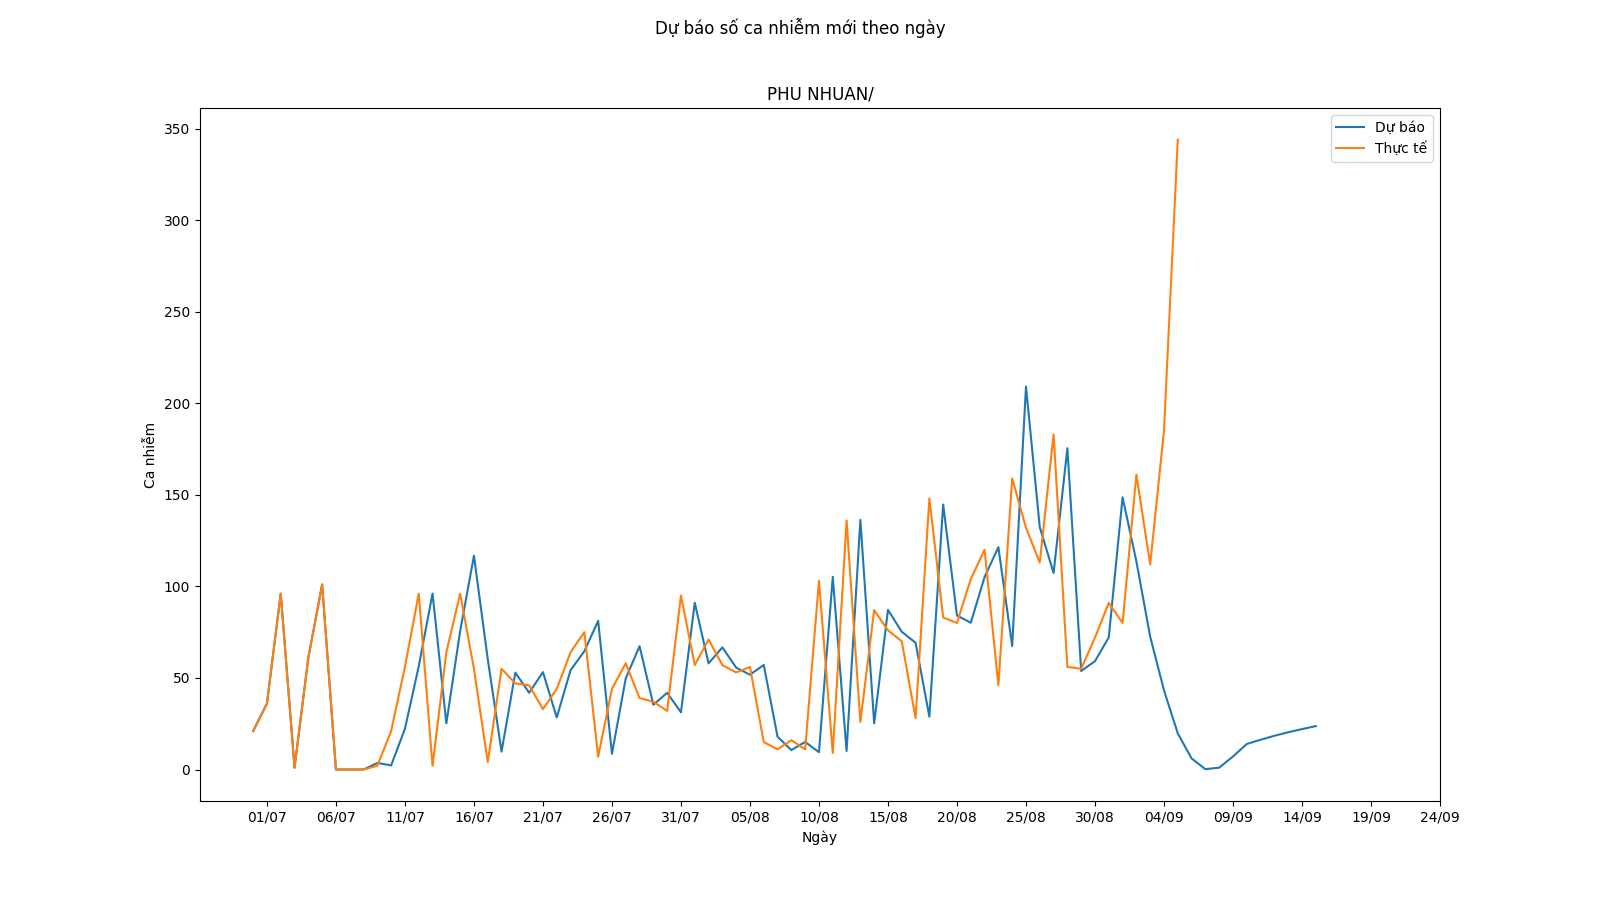 Dự báo số ca nhiễm mới theo ngày
PHU NHUAN/
Dự báo
Thực tế
350
300
250
200
150
100
50
0
Ca nhiễm
01/07 06/07 11/07 16/07 21/07 26/07 31/07 05/08 10/08 15/08 20/08 25/08 30/08 04/09 09/09 14/09 19/09 24/09
Ngày